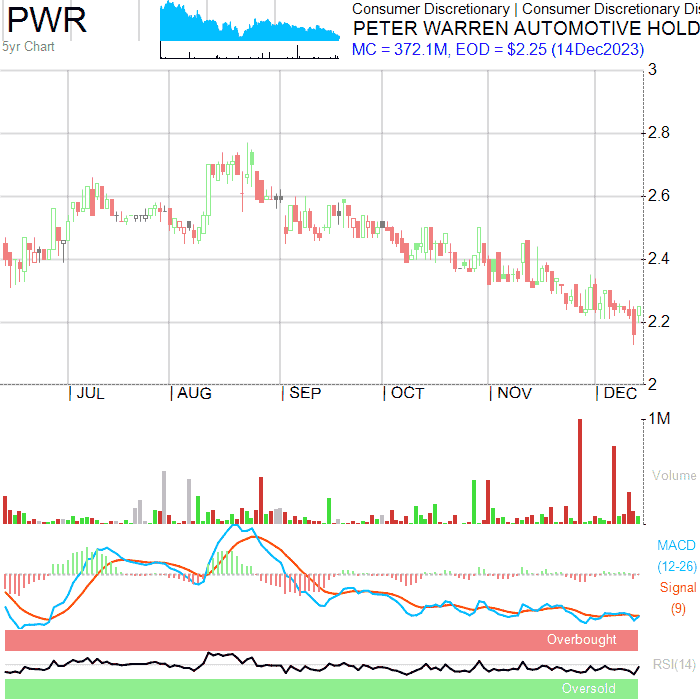 PWR
5yr Chart
Consumer Discretionary | Consumer Discretionary Dis
PETER WARREN AUTOMOTIVE HOLD
MC = 372.1M, EOD = $2.25 (14Dec2023)
3
2.8
2.6
2.4
2.2
2
JUL AUG SEP OCT NOV DEC
1M
Volume
MACD
(12-26)
Signal
(9)
Overbought
RSI(14)
Oversold